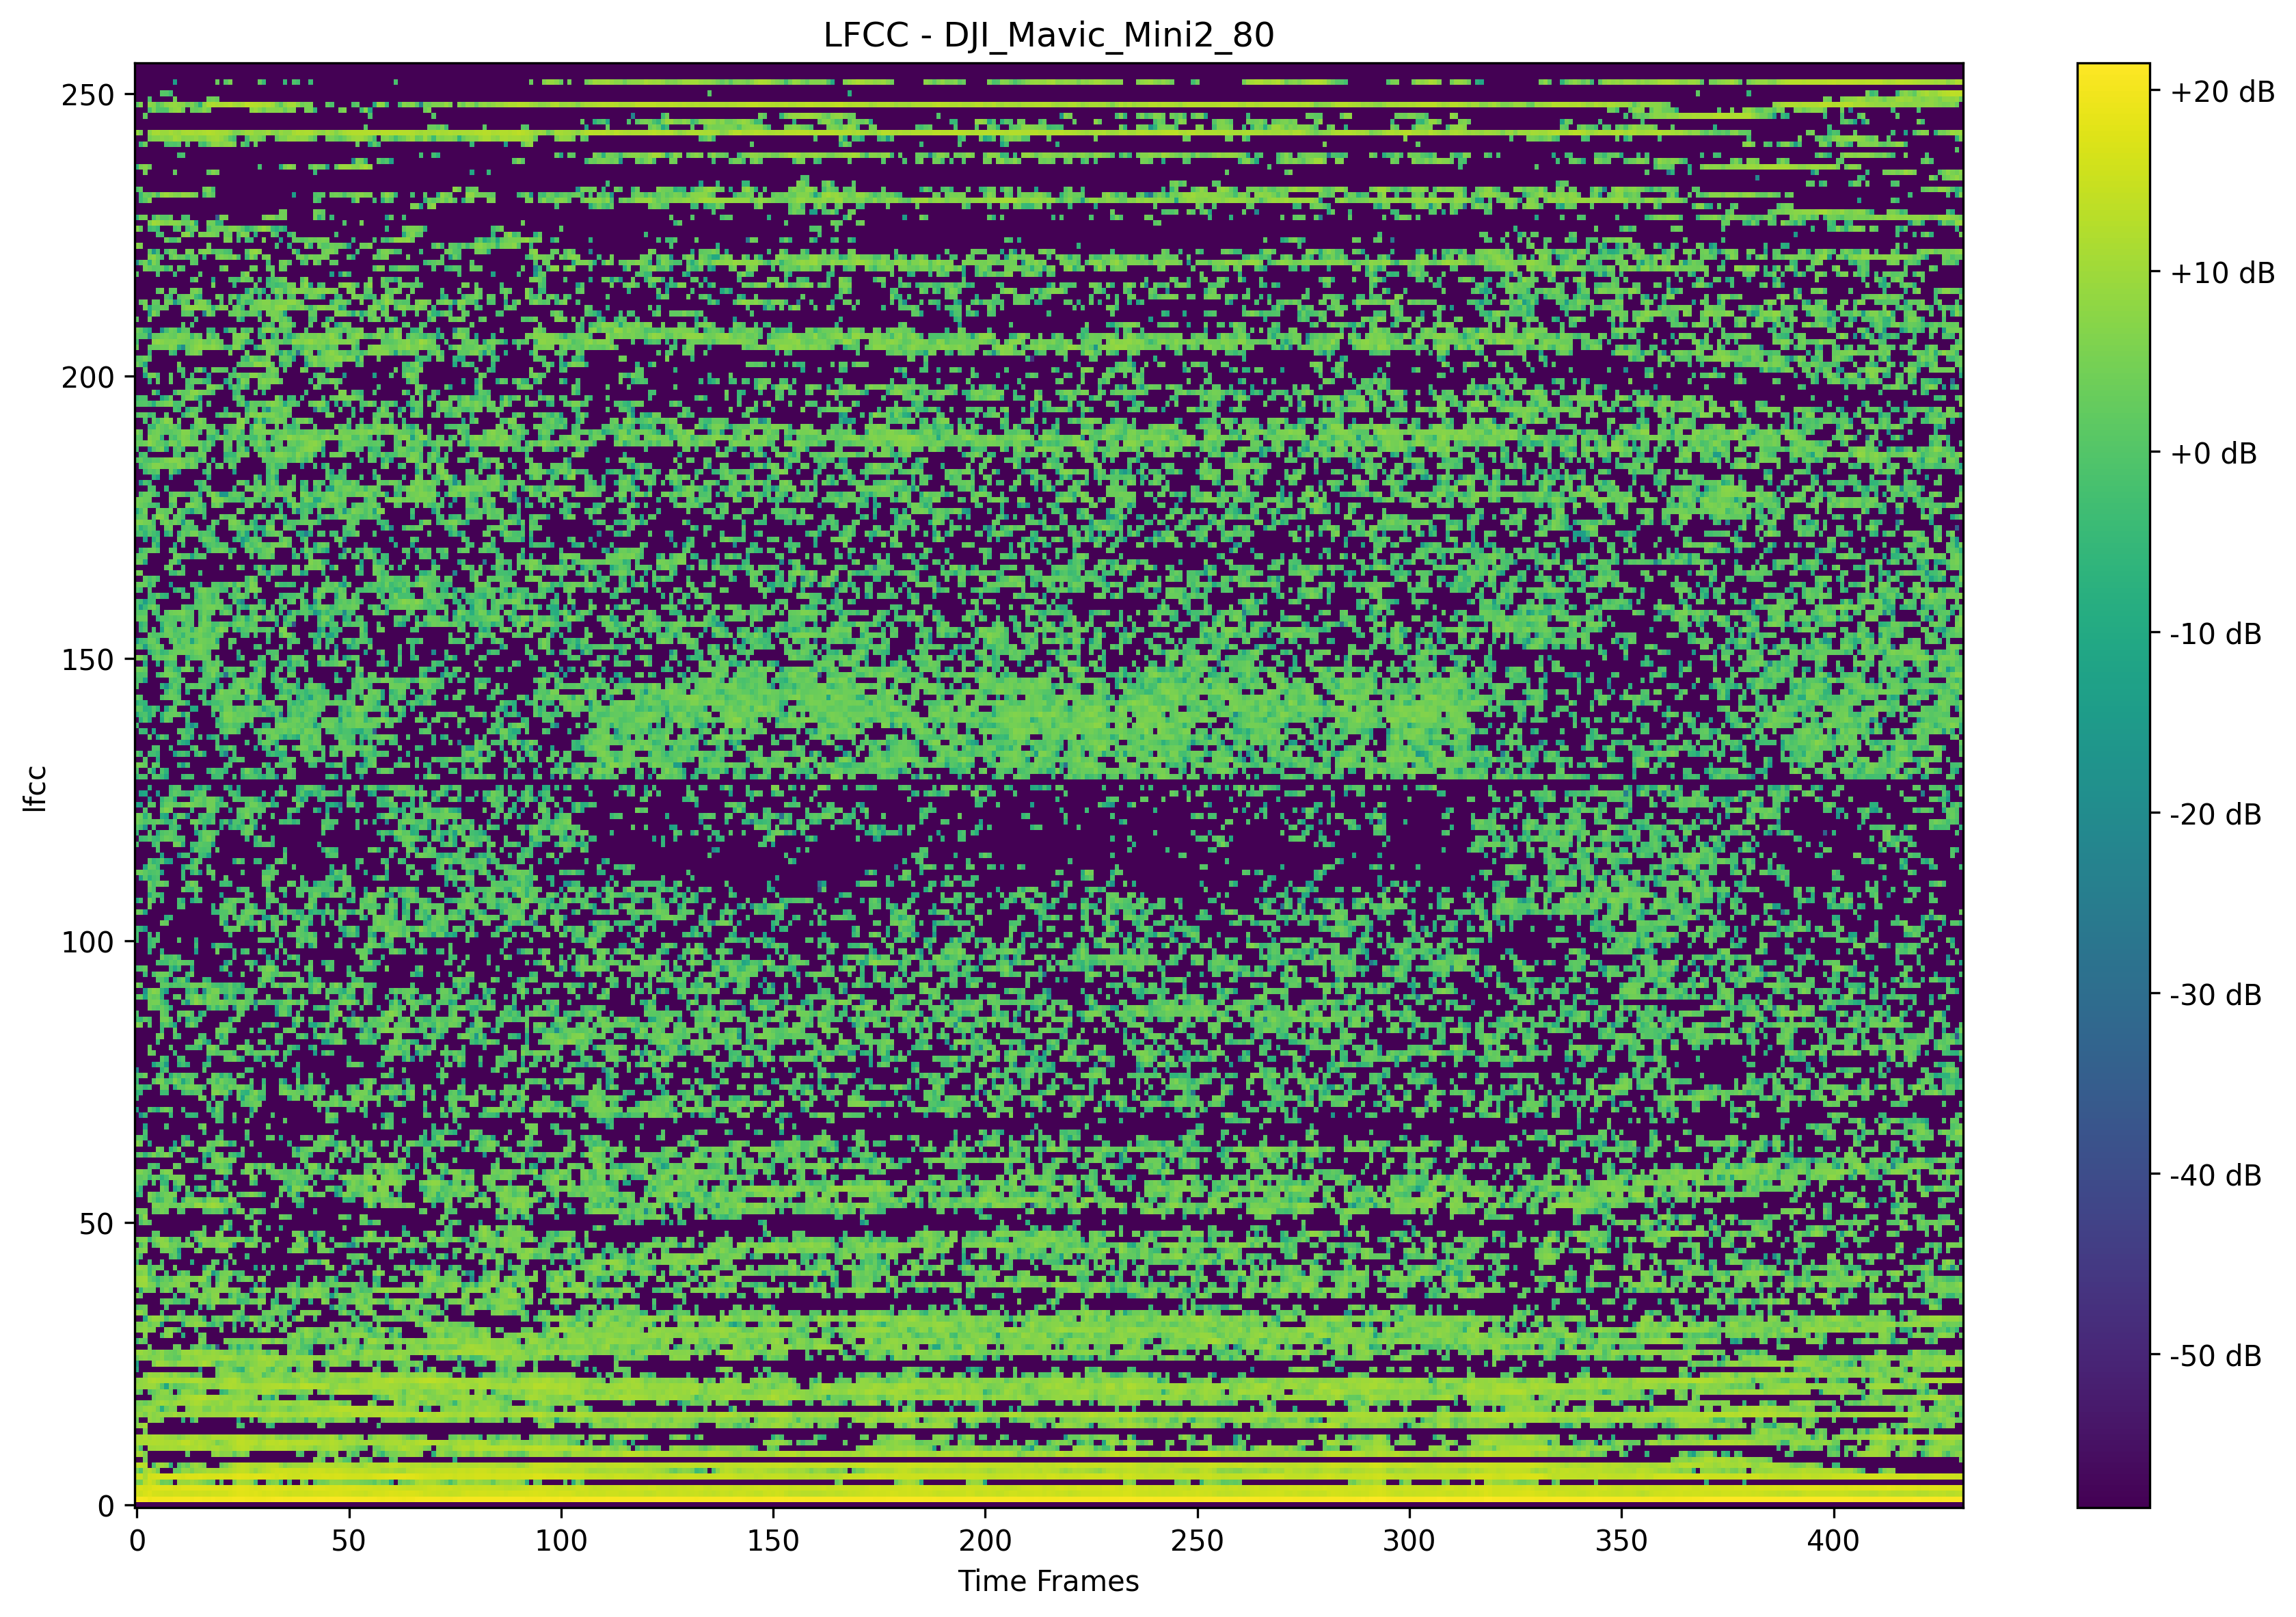 LFCC - DJI_Mavic_Mini2_80
250
200
150
100
50
0
lfcc
0 50 100 150 200 250 300 350 400
Time Frames
+20 dB
+10 dB
+0 dB
-10 dB
-20 dB
-30 dB
-40 dB
-50 dB